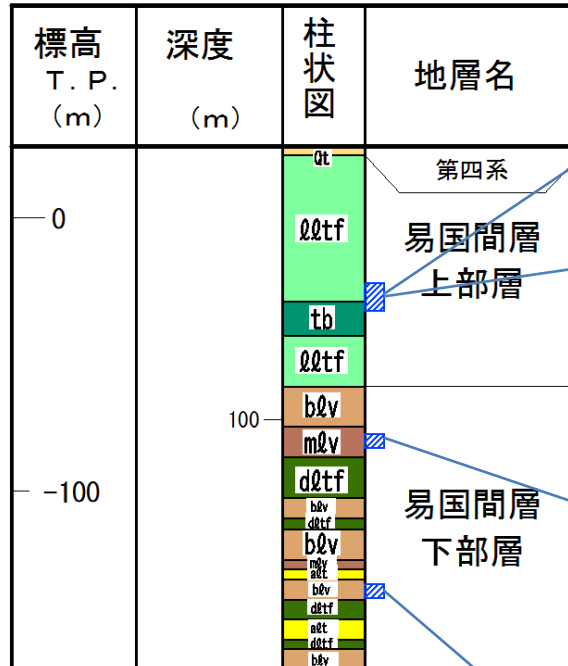 標高
T. P.
(m)
深度
(m)
柱状図
地層名
Qt
第四系
0
ℓℓtf
易国間層
上部層
tb
ℓℓtf
blv
100
mlv
dltf
-100
易国間層
下部層
blv
dltf
blv
mlv
alt
blv
dltf
alt
dltf
blv